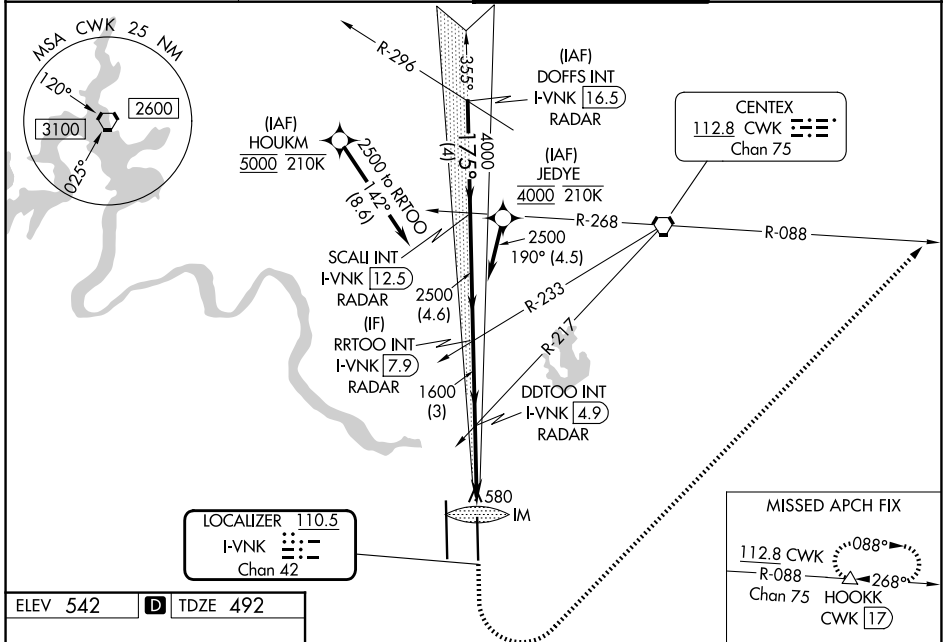 MSA CWK 25 NM
120°
2600
3100
025°
R-296
355°
(IAF)
DOFFS INT
I-VNK 16.5
RADAR
CENTEX
112.8 CWK
Chan 75
(IAF)
HOUKM
5000 210K
2500 to RRTOO
142°
(8.6)
4000
(4)
175°
(IAF)
JEDYE
4000 210K
R-268
R-088
2500
190° (4.5)
SCALI INT
I-VNK 12.5
RADAR
2500
(4.6)
R-233
R-217
(IF)
RRTOO INT
I-VNK 7.9
RADAR
1600
(3)
DDTOO INT
I-VNK 4.9
RADAR
580
IM
LOCALIZER 110.5
I-VNK
Chan 42
MISSED APCH FIX
112.8 CWK
R-088
Chan 75
088°
268°
HOOKK
CWK 17
ELEV 542
D
TDZE 492